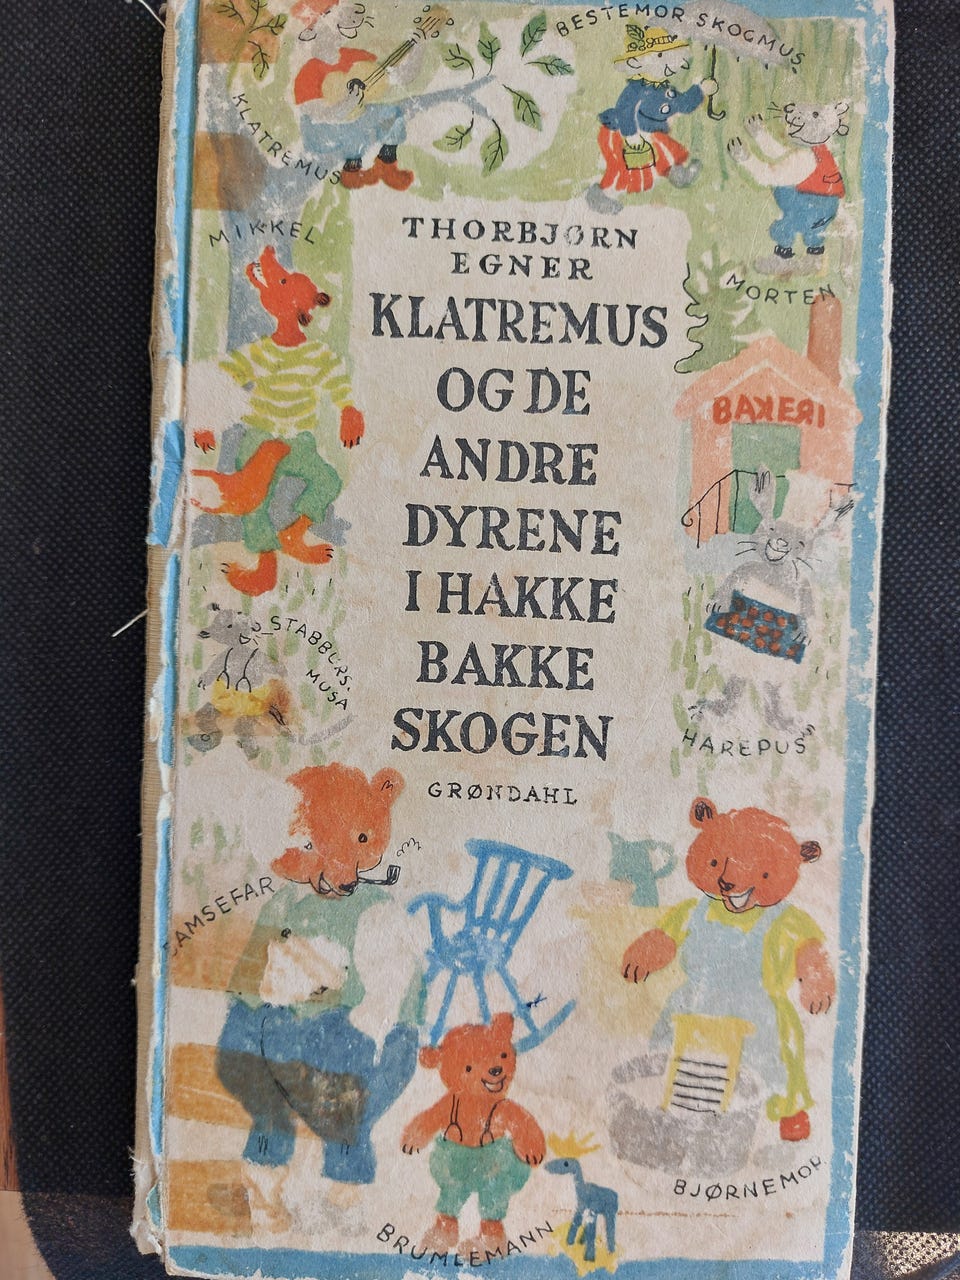 BESTEMOR SKOGMUS
KLATREMUS
MIKKEL
THORBJØRN
EGNER
KLATREMUS
OG DE
ANDRE
DYRENE
I HAKKE
BAKKE
SKOGEN
GRØNDAHL
MORTEN
BAKERI
STABBURS-
MUSA
HAREPUS
BAMSEFAR
BJØRNEMOR
BRUMLEMANN